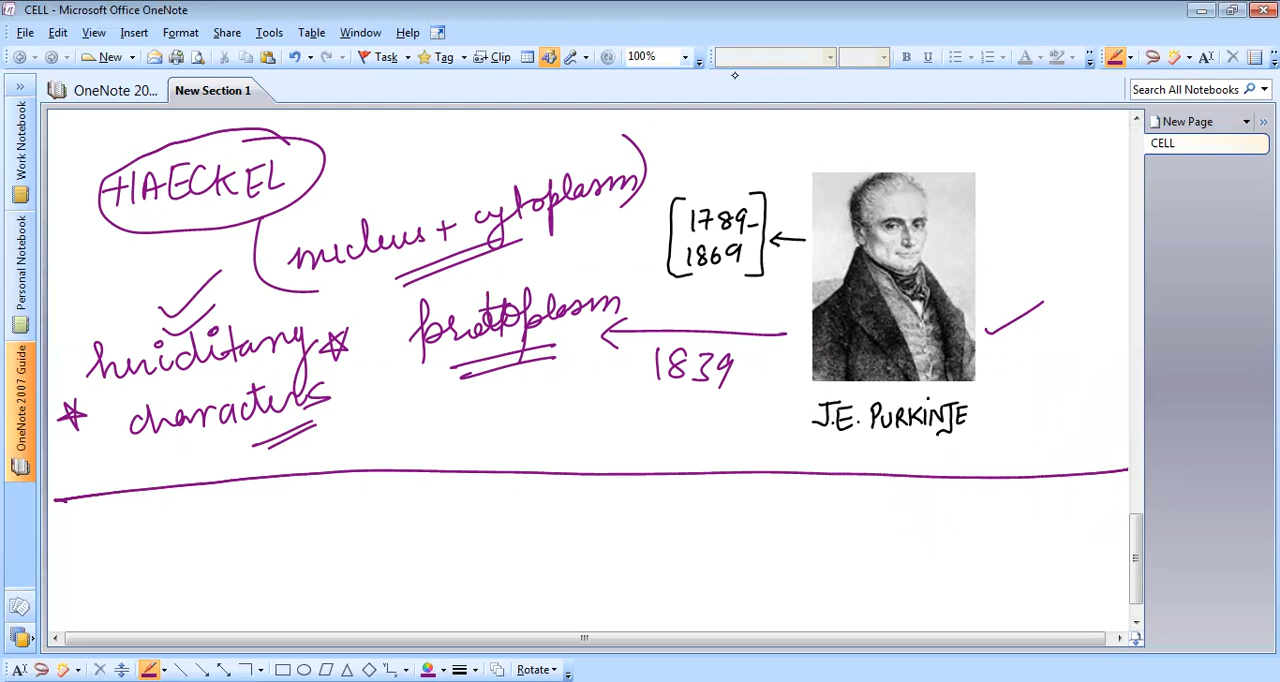 CELL - Microsoft Office OneNote
File Edit View Insert Format Share Tools Table Window Help
New Task Tag Clip 100% B U A ab A
OneNote 20... New Section 1
Search All Notebooks
New Page
CELL
Work Notebook
Personal Notebook
OneNote 2007 Guide
HAECKEL
nucleus + cytoplasm)
[1789-
1869]
protoplasm
1839
hriditany
characters
J.E. PURKINJE
A Rotate